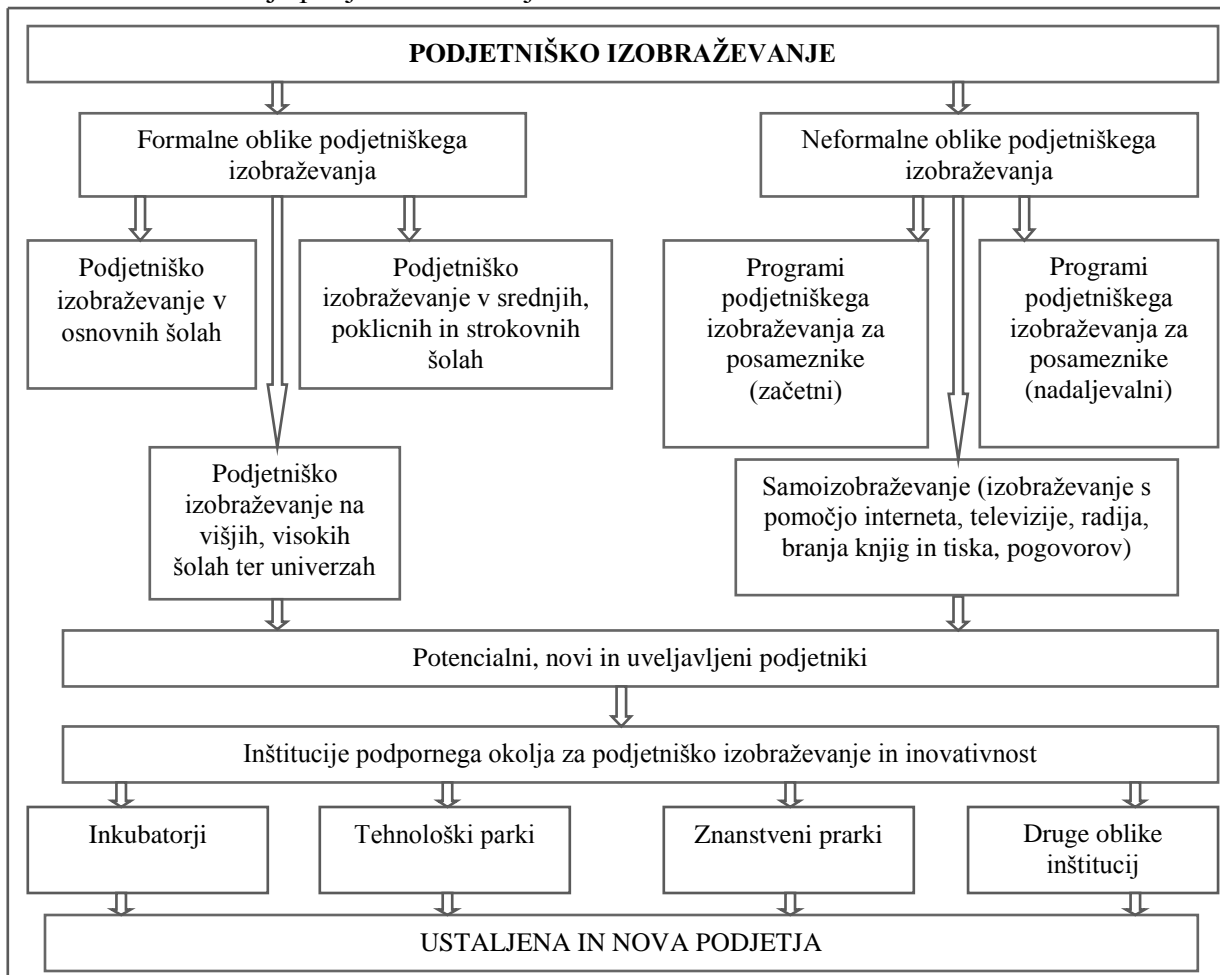 PODJETNIŠKO IZOBRAŽEVANJE
Formalne oblike podjetniškega
izobraževanja
Neformalne oblike podjetniškega
izobraževanja
Podjetniško
izobraževanje v
osnovnih šolah
Podjetniško
izobraževanje v srednjih,
poklicnih in strokovnih
šolah
Programi
podjetniškega
izobraževanja za
posameznike
(začetni)
Programi
podjetniškega
izobraževanja za
posameznike
(nadaljevalni)
Podjetniško
izobraževanje na
višjih, visokih
šolah ter univerzah
Samoizobraževanje (izobraževanje s
pomočjo interneta, televizije, radija,
branja knjig in tiska, pogovorov)
Potencialni, novi in uveljavljeni podjetniki
Inštitucije podpornega okolja za podjetniško izobraževanje in inovativnost
Inkubatorji
Tehnološki parki
Znanstveni prarki
Druge oblike
inštitucij
USTALJENA IN NOVA PODJETJA